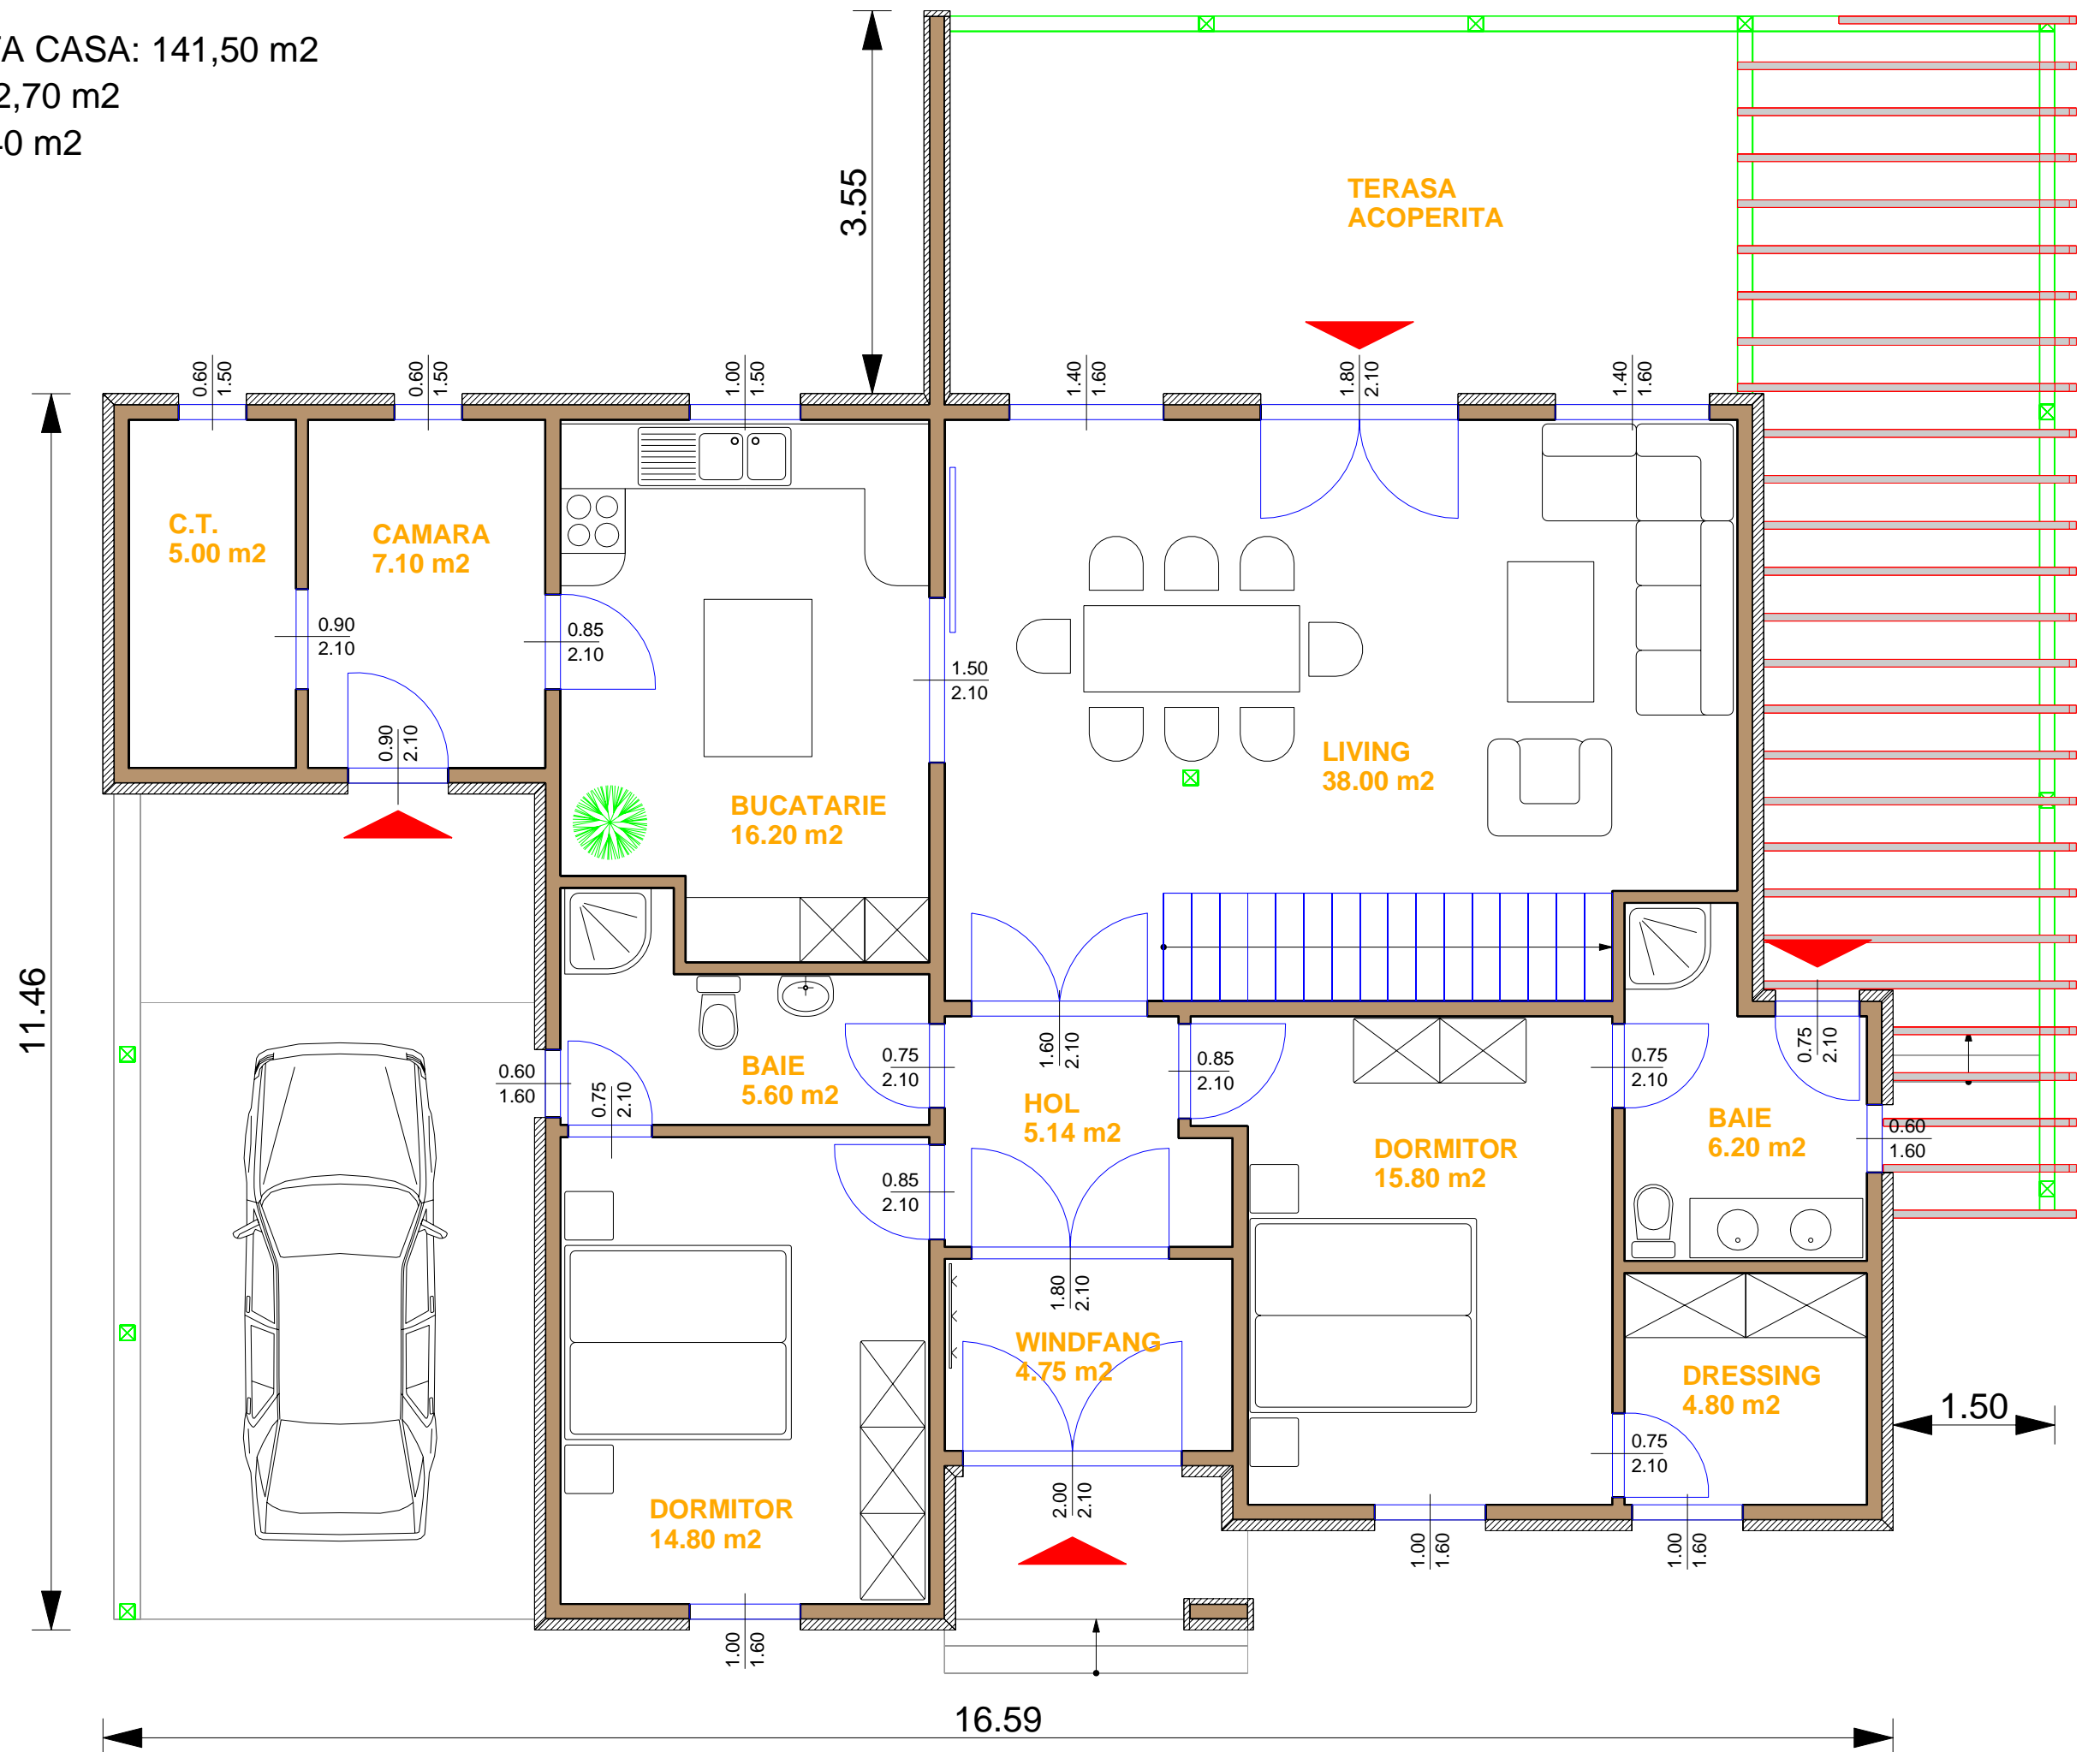 TA CASA: 141,50 m2
2,70 m2
40 m2
3.55
TERASA
ACOPERITA
0.60
1.50
0.60
1.50
1.00
1.50
1.40
1.60
1.80
2.10
1.40
1.60
C.T.
5.00 m2
CAMARA
7.10 m2
0.90
2.10
0.85
2.10
1.50
2.10
0.90
2.10
BUCATARIE
16.20 m2
LIVING
38.00 m2
11.46
0.60
1.60
0.75
2.10
BAIE
5.60 m2
0.75
2.10
1.60
2.10
0.85
2.10
HOL
5.14 m2
0.75
2.10
0.75
2.10
BAIE
6.20 m2
0.60
1.60
DORMITOR
15.80 m2
0.85
2.10
1.80
2.10
WINDFANG
4.75 m2
DRESSING
4.80 m2
1.50
0.75
2.10
DORMITOR
14.80 m2
2.00
2.10
1.00
1.60
1.00
1.60
1.00
1.60
16.59